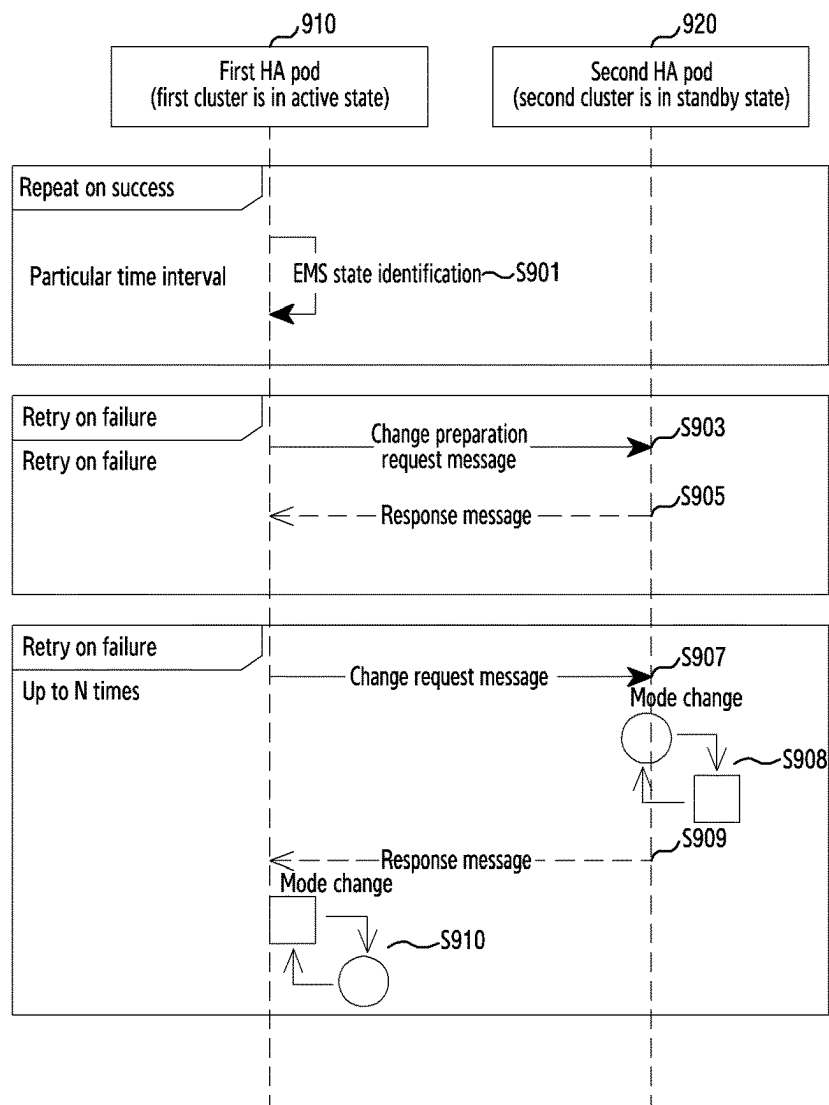 910
920
First HA pod
(first cluster is in active state)
Second HA pod
(second cluster is in standby state)
Repeat on success
Particular time interval
EMS state identification
S901
Retry on failure
Retry on failure
Change preparation
request message
S903
Response message
S905
Retry on failure
Up to N times
Change request message
S907
Mode change
S908
Response message
S909
Mode change
S910